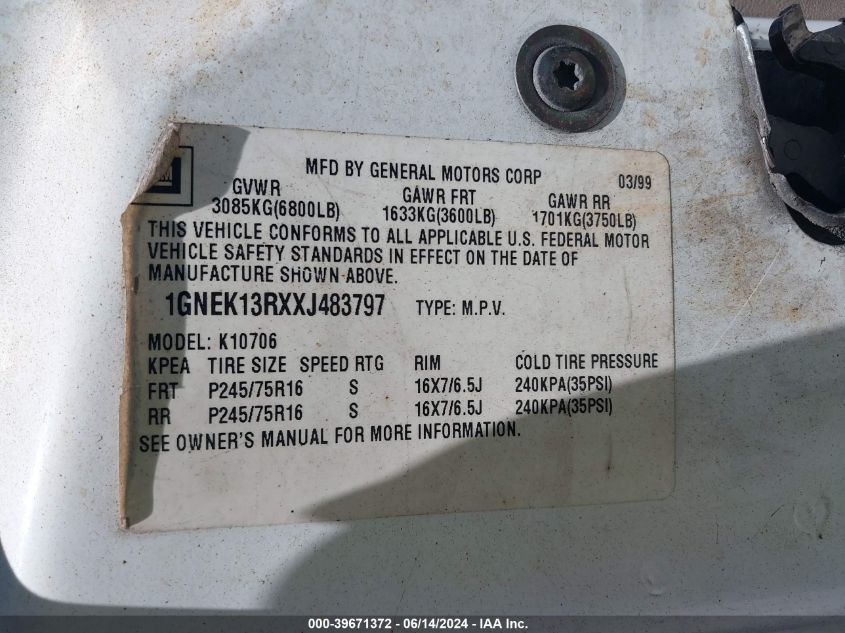 GM
MFD BY GENERAL MOTORS CORP 03/99
GVWR GAWR FRT GAWR RR
3085KG(6800LB) 1633KG(3600LB) 1701KG(3750LB)
THIS VEHICLE CONFORMS TO ALL APPLICABLE U.S. FEDERAL MOTOR
VEHICLE SAFETY STANDARDS IN EFFECT ON THE DATE OF
MANUFACTURE SHOWN ABOVE.
1GNEK13RXXJ483797 TYPE: M.P.V.
MODEL: K10706
KPEA TIRE SIZE SPEED RTG RIM COLD TIRE PRESSURE
FRT P245/75R16 S 16X7/6.5J 240KPA(35PSI)
RR P245/75R16 S 16X7/6.5J 240KPA(35PSI)
SEE OWNER'S MANUAL FOR MORE INFORMATION.
000-39671372 - 06/14/2024 - IAA Inc.